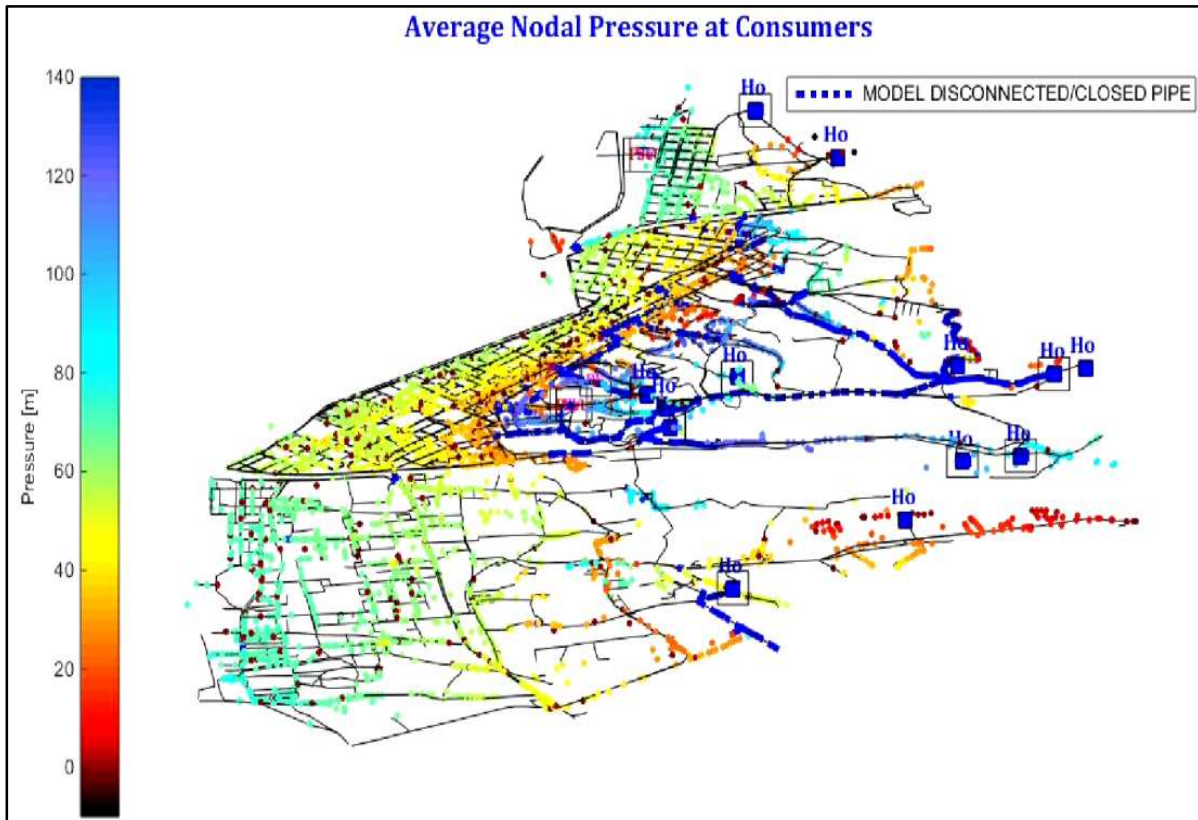 Average Nodal Pressure at Consumers
140
120
100
80
60
40
20
0
Pressure [m]
MODEL DISCONNECTED/CLOSED PIPE
Ho
Ho
Ho
Ho
Ho
Ho
Ho
Ho
Ho
Ho
Ho
Ho